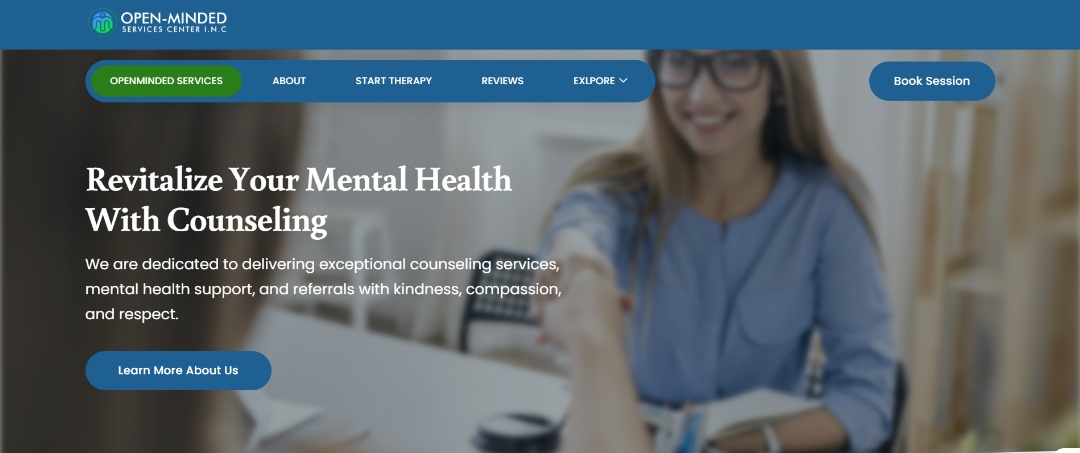 OPEN-MINDED
SERVICES CENTER I.N.C
OPENMINDED SERVICES
ABOUT
START THERAPY
REVIEWS
EXLPORE
Book Session
Revitalize Your Mental Health
With Counseling
We are dedicated to delivering exceptional counseling services,
mental health support, and referrals with kindness, compassion,
and respect.
Learn More About Us